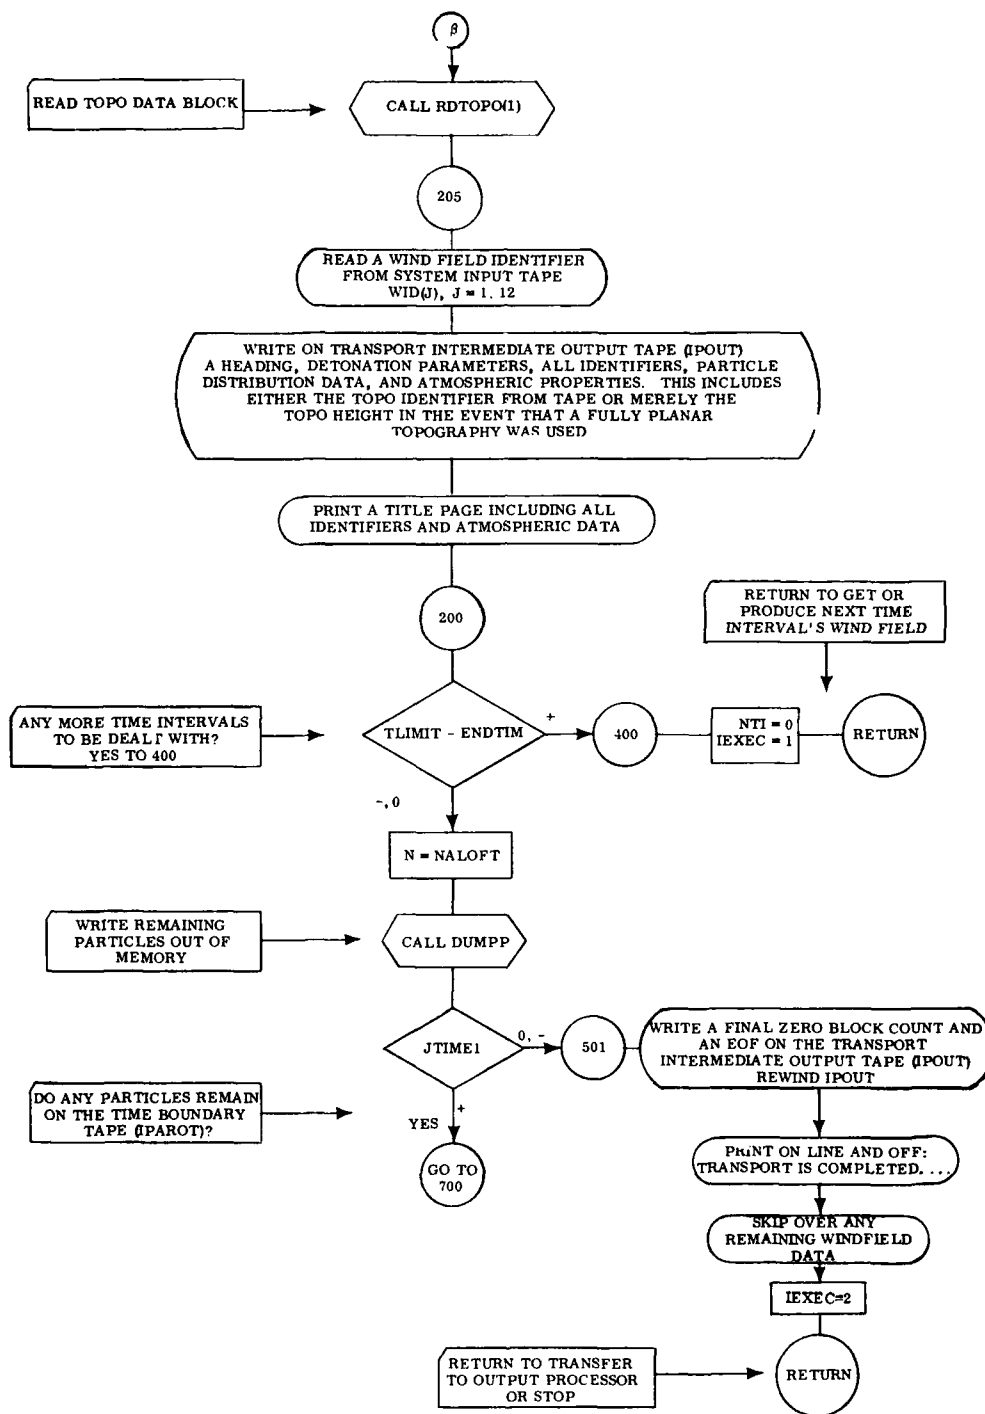 β
READ TOPO DATA BLOCK
CALL RDTOPO(1)
205
READ A WIND FIELD IDENTIFIER
FROM SYSTEM INPUT TAPE
WID(J), J = 1. 12
WRITE ON TRANSPORT INTERMEDIATE OUTPUT TAPE (IPOUT)
A HEADING, DETONATION PARAMETERS, ALL IDENTIFIERS, PARTICLE
DISTRIBUTION DATA, AND ATMOSPHERIC PROPERTIES. THIS INCLUDES
EITHER THE TOPO IDENTIFIER FROM TAPE OR MERELY THE
TOPO HEIGHT IN THE EVENT THAT A FULLY PLANAR
TOPOGRAPHY WAS USED
PRINT A TITLE PAGE INCLUDING ALL
IDENTIFIERS AND ATMOSPHERIC DATA
200
RETURN TO GET OR
PRODUCE NEXT TIME
INTERVAL'S WIND FIELD
ANY MORE TIME INTERVALS
TO BE DEALT WITH?
YES TO 400
TLIMIT - ENDTIM
+
400
NTI = 0
IEXEC = 1
RETURN
-, 0
N = NALOFT
WRITE REMAINING
PARTICLES OUT OF
MEMORY
CALL DUMPP
JTIME1
0, -
501
WRITE A FINAL ZERO BLOCK COUNT AND
AN EOF ON THE TRANSPORT
INTERMEDIATE OUTPUT TAPE (IPOUT)
REWIND IPOUT
DO ANY PARTICLES REMAIN
ON THE TIME BOUNDARY
TAPE (IPAROT)?
+
YES
GO TO
700
PRINT ON LINE AND OFF:
TRANSPORT IS COMPLETED. . . .
SKIP OVER ANY
REMAINING WINDFIELD
DATA
IEXEC=2
RETURN TO TRANSFER
TO OUTPUT PROCESSOR
OR STOP
RETURN